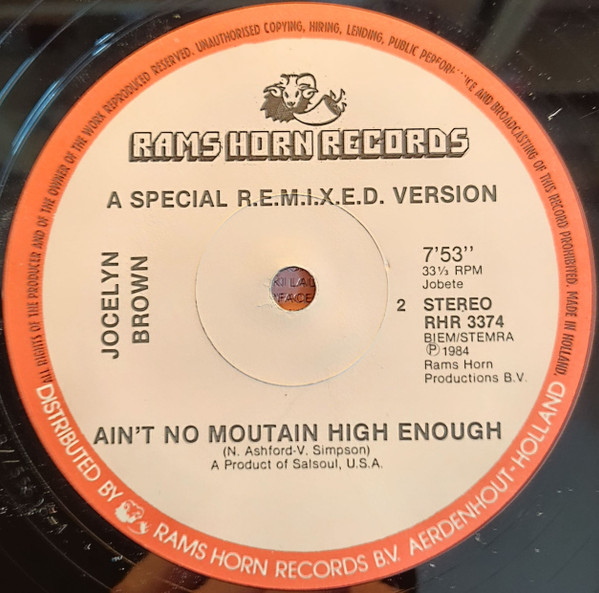 ALL RIGHTS OF THE PRODUCER AND OF THE OWNER OF THE WORK REPRODUCED RESERVED. UNAUTHORISED COPYING, HIRING, LENDING, PUBLIC PERFOR AND BROADCASTING OF THIS RECORD PROHIBITED. MADE IN HOLLAND.
RAMS HORN RECORDS
A SPECIAL R.E.M.I.X.E.D. VERSION
JOCELYN
BROWN
7'53"
33⅓ RPM
Jobete
2 STEREO
RHR 3374
BIEM/STEMRA
Ⓟ 1984
Rams Horn
Productions B.V.
AIN'T NO MOUTAIN HIGH ENOUGH
(N. Ashford-V. Simpson)
A Product of Salsoul, U.S.A.
DISTRIBUTED BY RAMS HORN RECORDS B.V. AERDENHOUT-HOLLAND